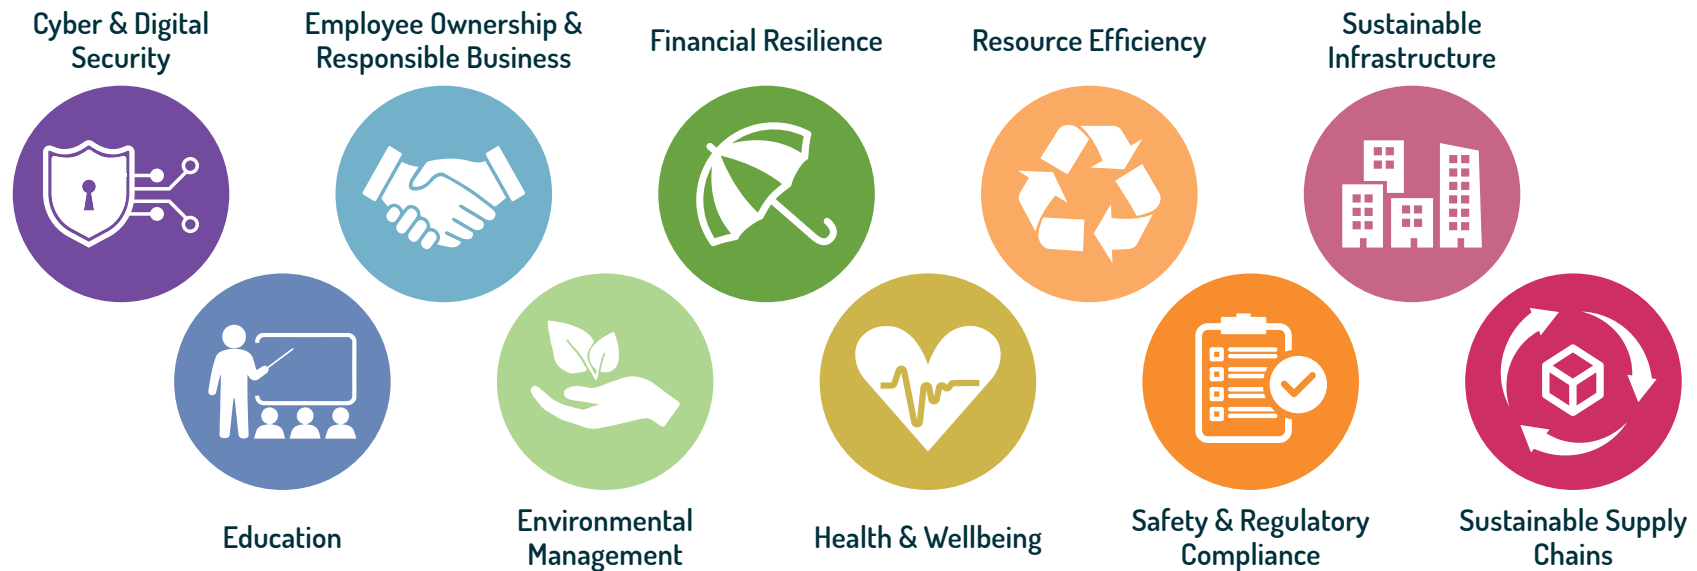 Cyber & Digital
Security
Employee Ownership &
Responsible Business
Financial Resilience
Resource Efficiency
Sustainable
Infrastructure
Education
Environmental
Management
Health & Wellbeing
Safety & Regulatory
Compliance
Sustainable Supply
Chains